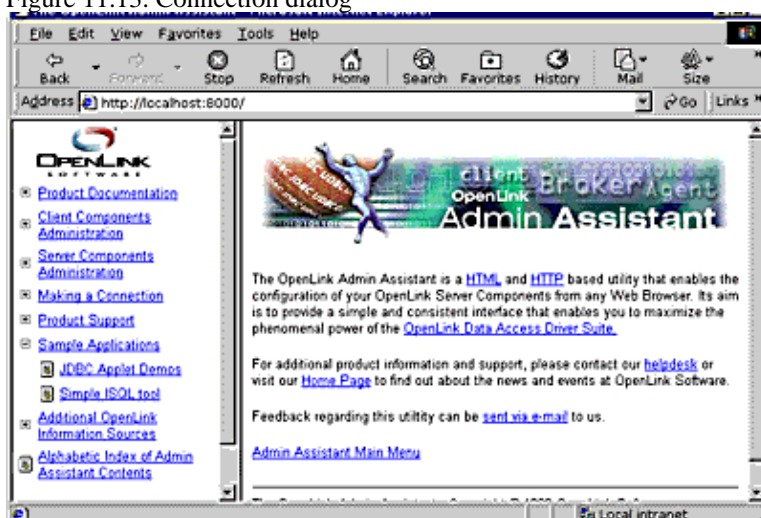 Figure 11.13. Connection dialog
The OpenLink Admin Assistant - Microsoft Internet Explorer
File Edit View Favorites Tools Help
Back Forward Stop Refresh Home Search Favorites History Mail Size
Address http://localhost:8000/ Go Links
OPENLINK
SOFTWARE
Product Documentation
Client Components
Administration
Server Components
Administration
Making a Connection
Product Support
Sample Applications
JDBC Applet Demos
Simple ISQL tool
Additional OpenLink
Information Sources
Alphabetic Index of Admin
Assistant Contents
client Broker Agent
OpenLink
Admin Assistant
The OpenLink Admin Assistant is a HTML and HTTP based utility that enables the
configuration of your OpenLink Server Components from any Web Browser. Its aim
is to provide a simple and consistent interface that enables you to maximize the
phenomenal power of the OpenLink Data Access Driver Suite.
For additional product information and support, please contact our helpdesk or
visit our Home Page to find out about the news and events at OpenLink Software.
Feedback regarding this utiltity can be sent via e-mail to us.
Admin Assistant Main Menu
Local intranet